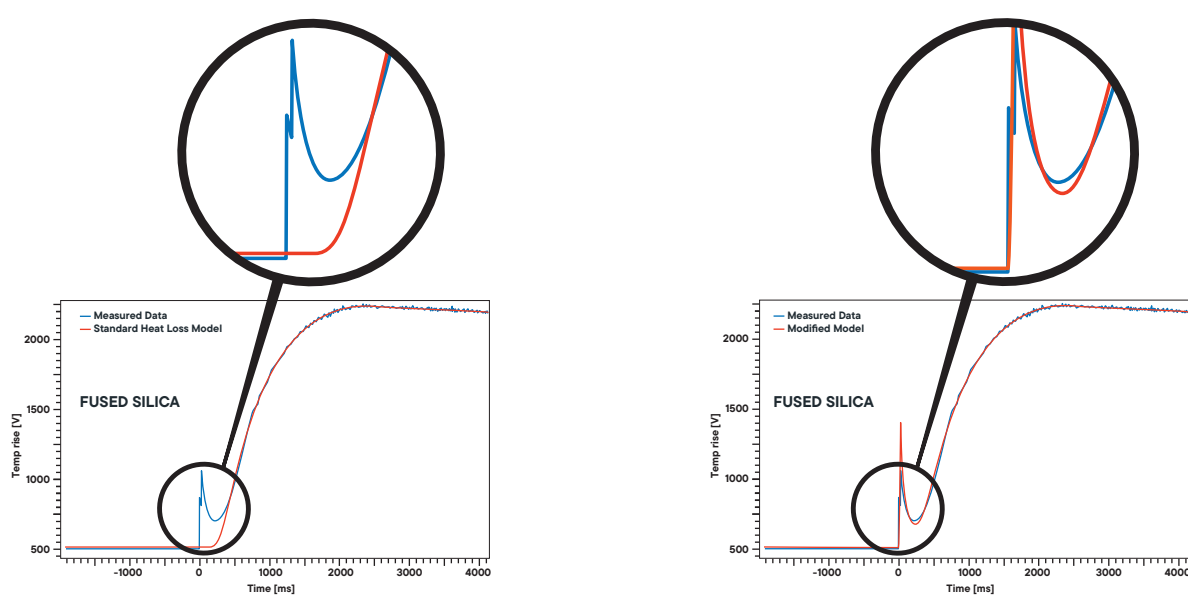 Measured Data
Standard Heat Loss Model
FUSED SILICA
2000
1500
1000
500
Temp rise [V]
-1000 0 1000 2000 3000 4000
Time [ms]
Measured Data
Modified Model
FUSED SILICA
2000
1500
1000
500
Temp rise [V]
-1000 0 1000 2000 3000 4000
Time [ms]